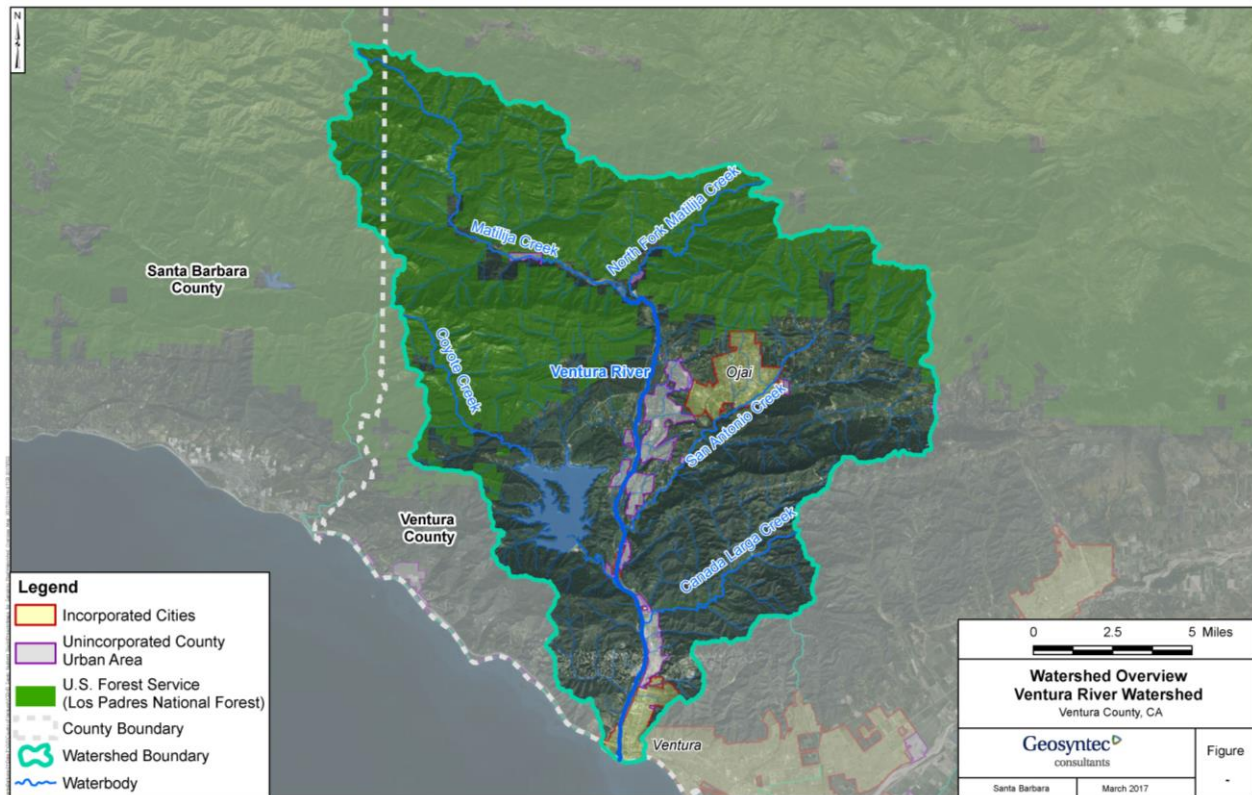 N
Matilija Creek
North Fork Matilija Creek
Santa Barbara
County
Coyote Creek
Ventura River
Ojai
San Antonio Creek
Ventura
County
Canada Larga Creek
Ventura
Legend
Incorporated Cities
Unincorporated County
Urban Area
U.S. Forest Service
(Los Padres National Forest)
County Boundary
Watershed Boundary
Waterbody
0 2.5 5 Miles
Watershed Overview
Ventura River Watershed
Ventura County, CA
Geosyntec
consultants
Figure
-
Santa Barbara
March 2017